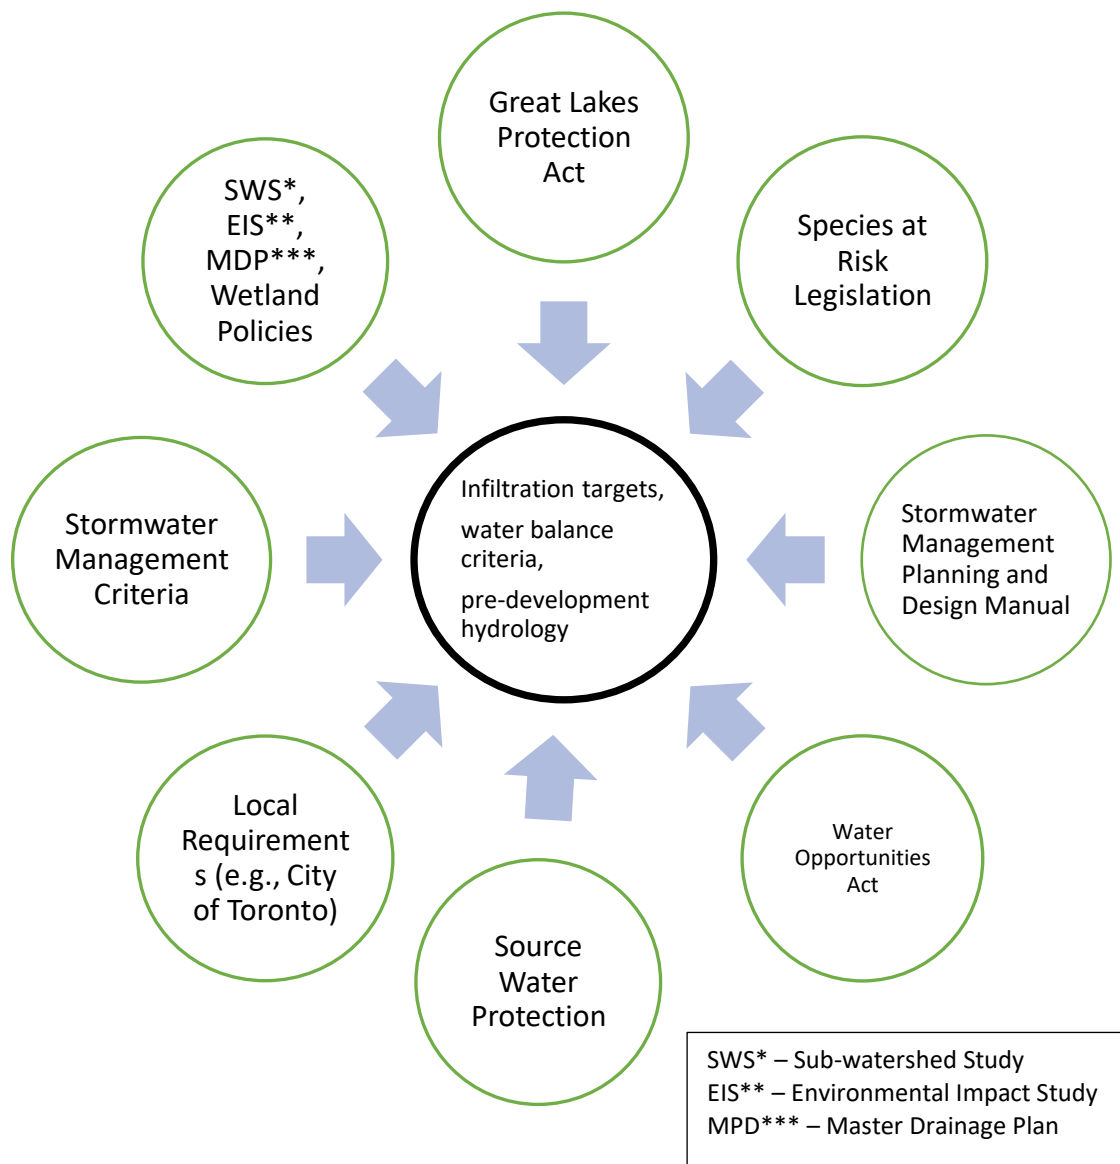 Great Lakes
Protection
Act
SWS*,
EIS**,
MDP***,
Wetland
Policies
Species at
Risk
Legislation
Stormwater
Management
Criteria
Infiltration targets,
water balance
criteria,
pre-development
hydrology
Stormwater
Management
Planning and
Design Manual
Local
Requirement
s (e.g., City
of Toronto)
Water
Opportunities
Act
Source
Water
Protection
SWS* – Sub-watershed Study
EIS** – Environmental Impact Study
MPD*** – Master Drainage Plan